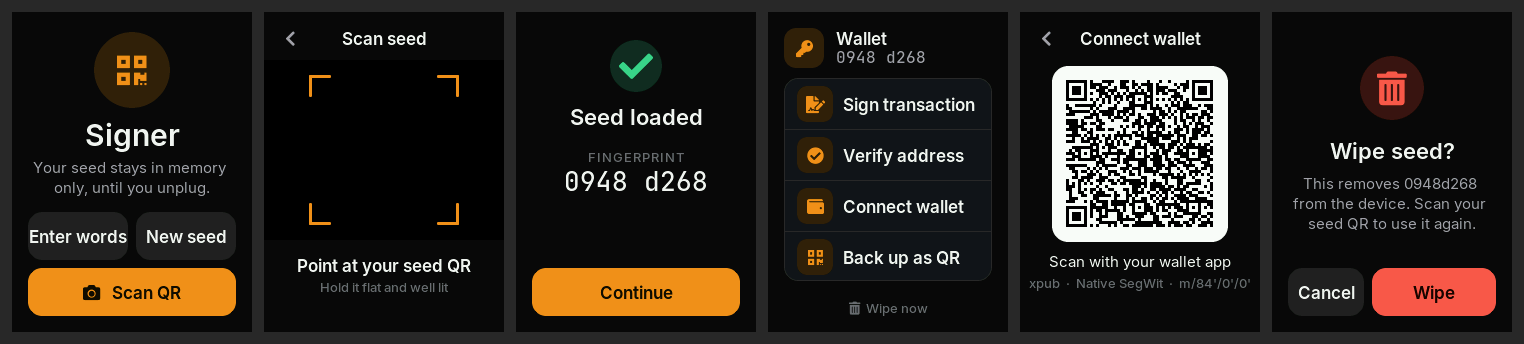 Signer
Your seed stays in memory
only, until you unplug.
Enter words
New seed
Scan QR
Scan seed
Point at your seed QR
Hold it flat and well lit
Seed loaded
FINGERPRINT
0948 d268
Continue
Wallet
0948 d268
Sign transaction
Verify address
Connect wallet
Back up as QR
Wipe now
Connect wallet
Scan with your wallet app
xpub · Native SegWit · m/84'/0'/0'
Wipe seed?
This removes 0948d268
from the device. Scan your
seed QR to use it again.
Cancel
Wipe